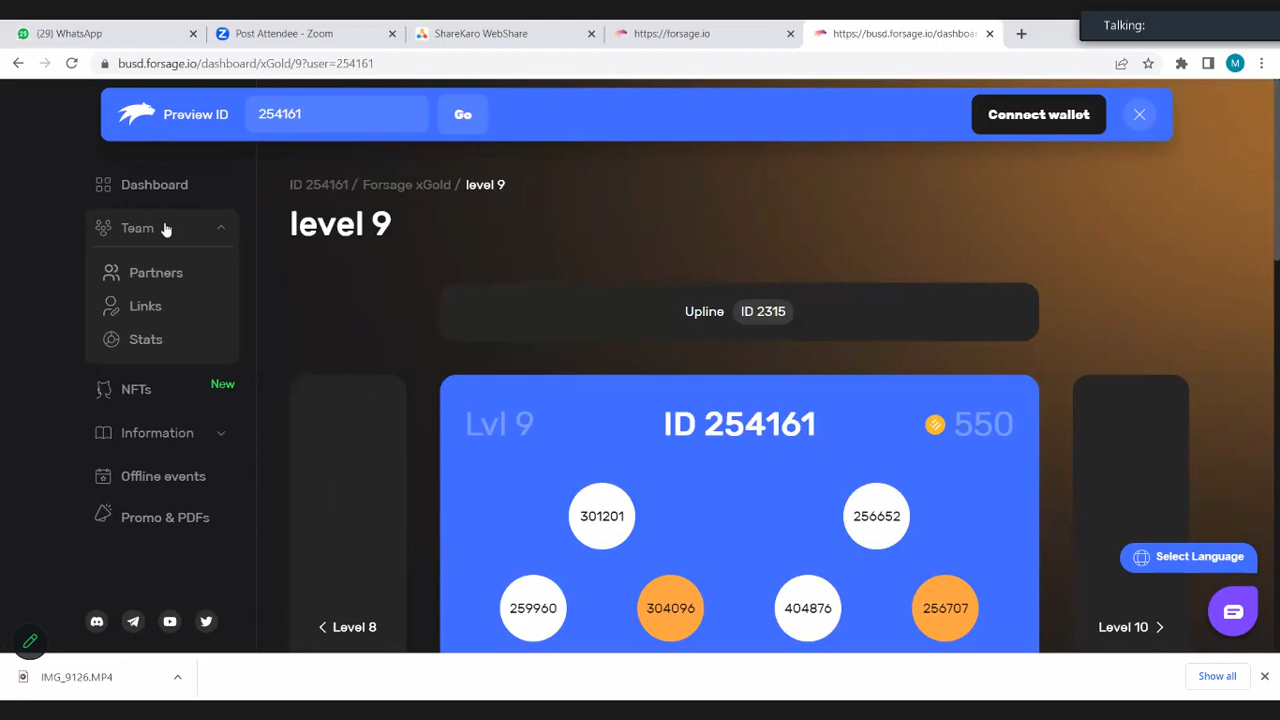 Talking:
(29) WhatsApp
Post Attendee - Zoom
ShareKaro WebShare
https://forsage.io
https://busd.forsage.io/dashboa
busd.forsage.io/dashboard/xGold/9?user=254161
M
Preview ID
254161
Go
Connect wallet
Dashboard
Team
Partners
Links
Stats
NFTs
New
Information
Offline events
Promo & PDFs
ID 254161 / Forsage xGold / level 9
level 9
Upline ID 2315
Lvl 9
ID 254161
550
301201
256652
259960
304096
404876
256707
Level 8
Level 10
Select Language
IMG_9126.MP4
Show all